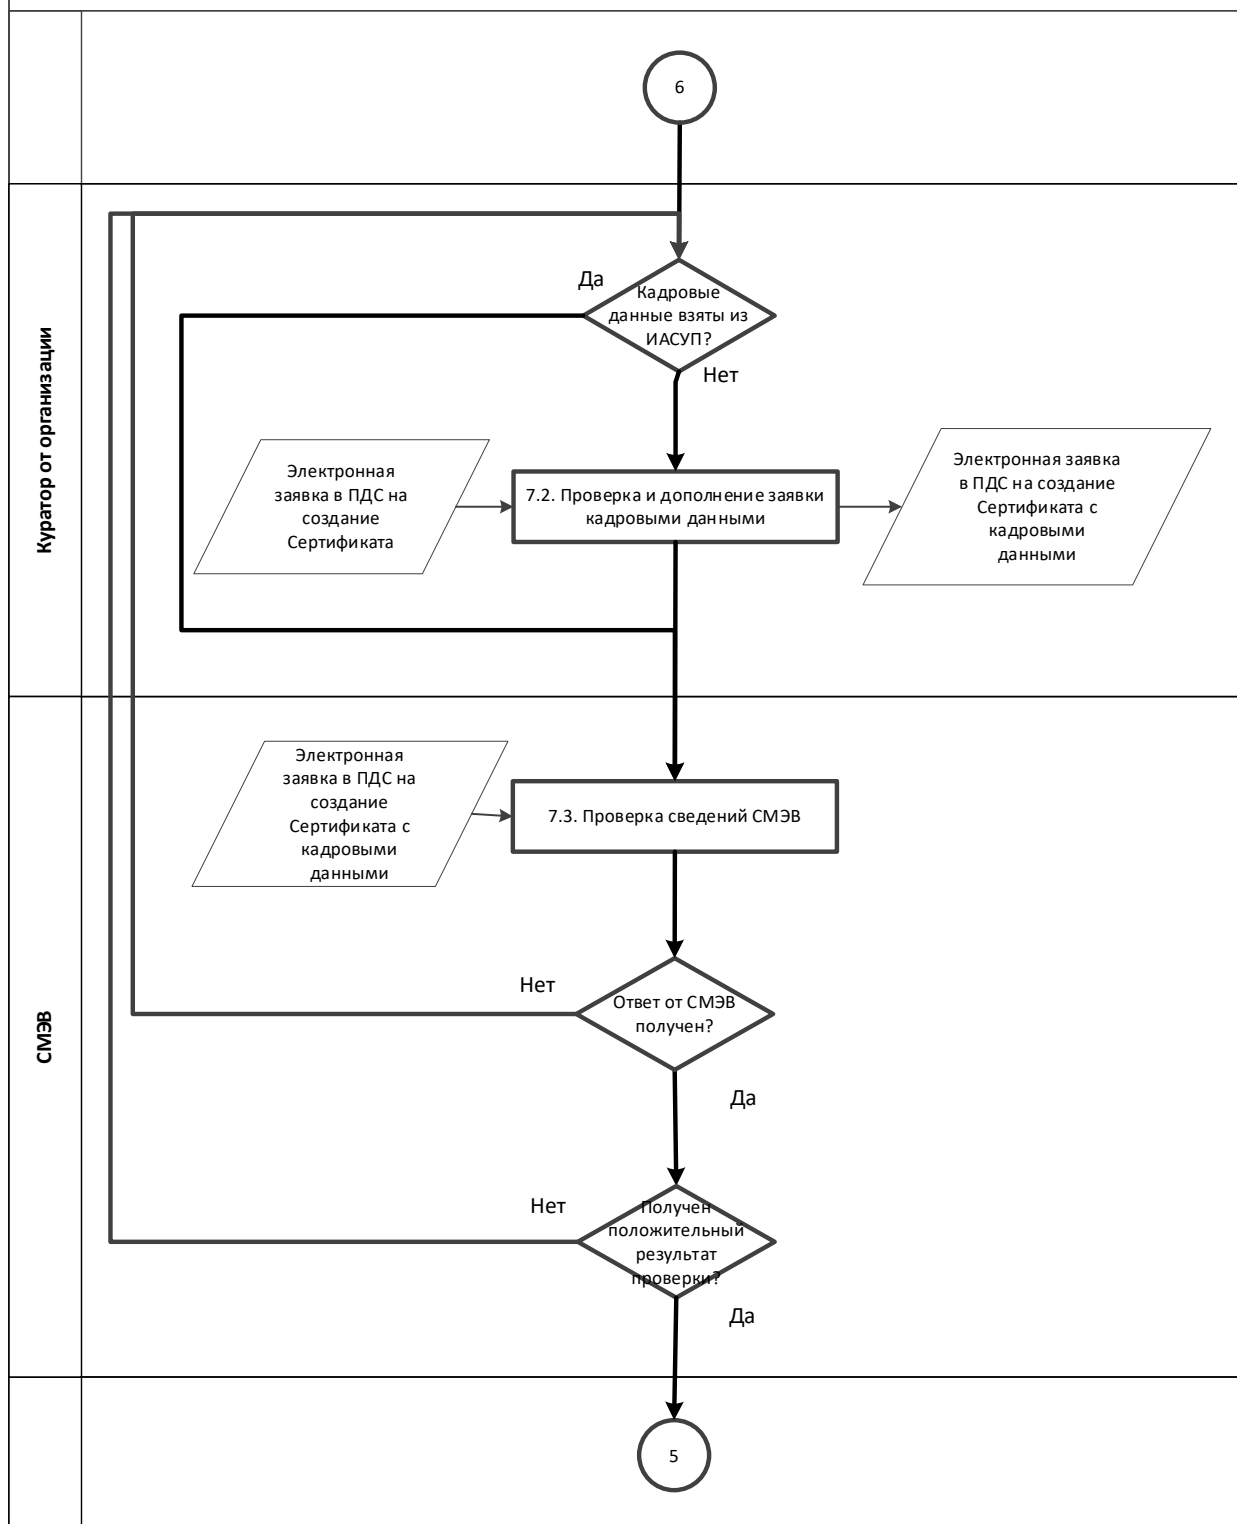 6
Куратор от организации
Да
Кадровые
данные взяты из
ИАСУП?
Нет
Электронная
заявка в ПДС на
создание
Сертификата
7.2. Проверка и дополнение заявки
кадровыми данными
Электронная заявка
в ПДС на создание
Сертификата с
кадровыми
данными
СМЭВ
Электронная
заявка в ПДС на
создание
Сертификата с
кадровыми
данными
7.3. Проверка сведений СМЭВ
Нет
Ответ от СМЭВ
получен?
Да
Нет
Получен
положительный
результат
проверки?
Да
5